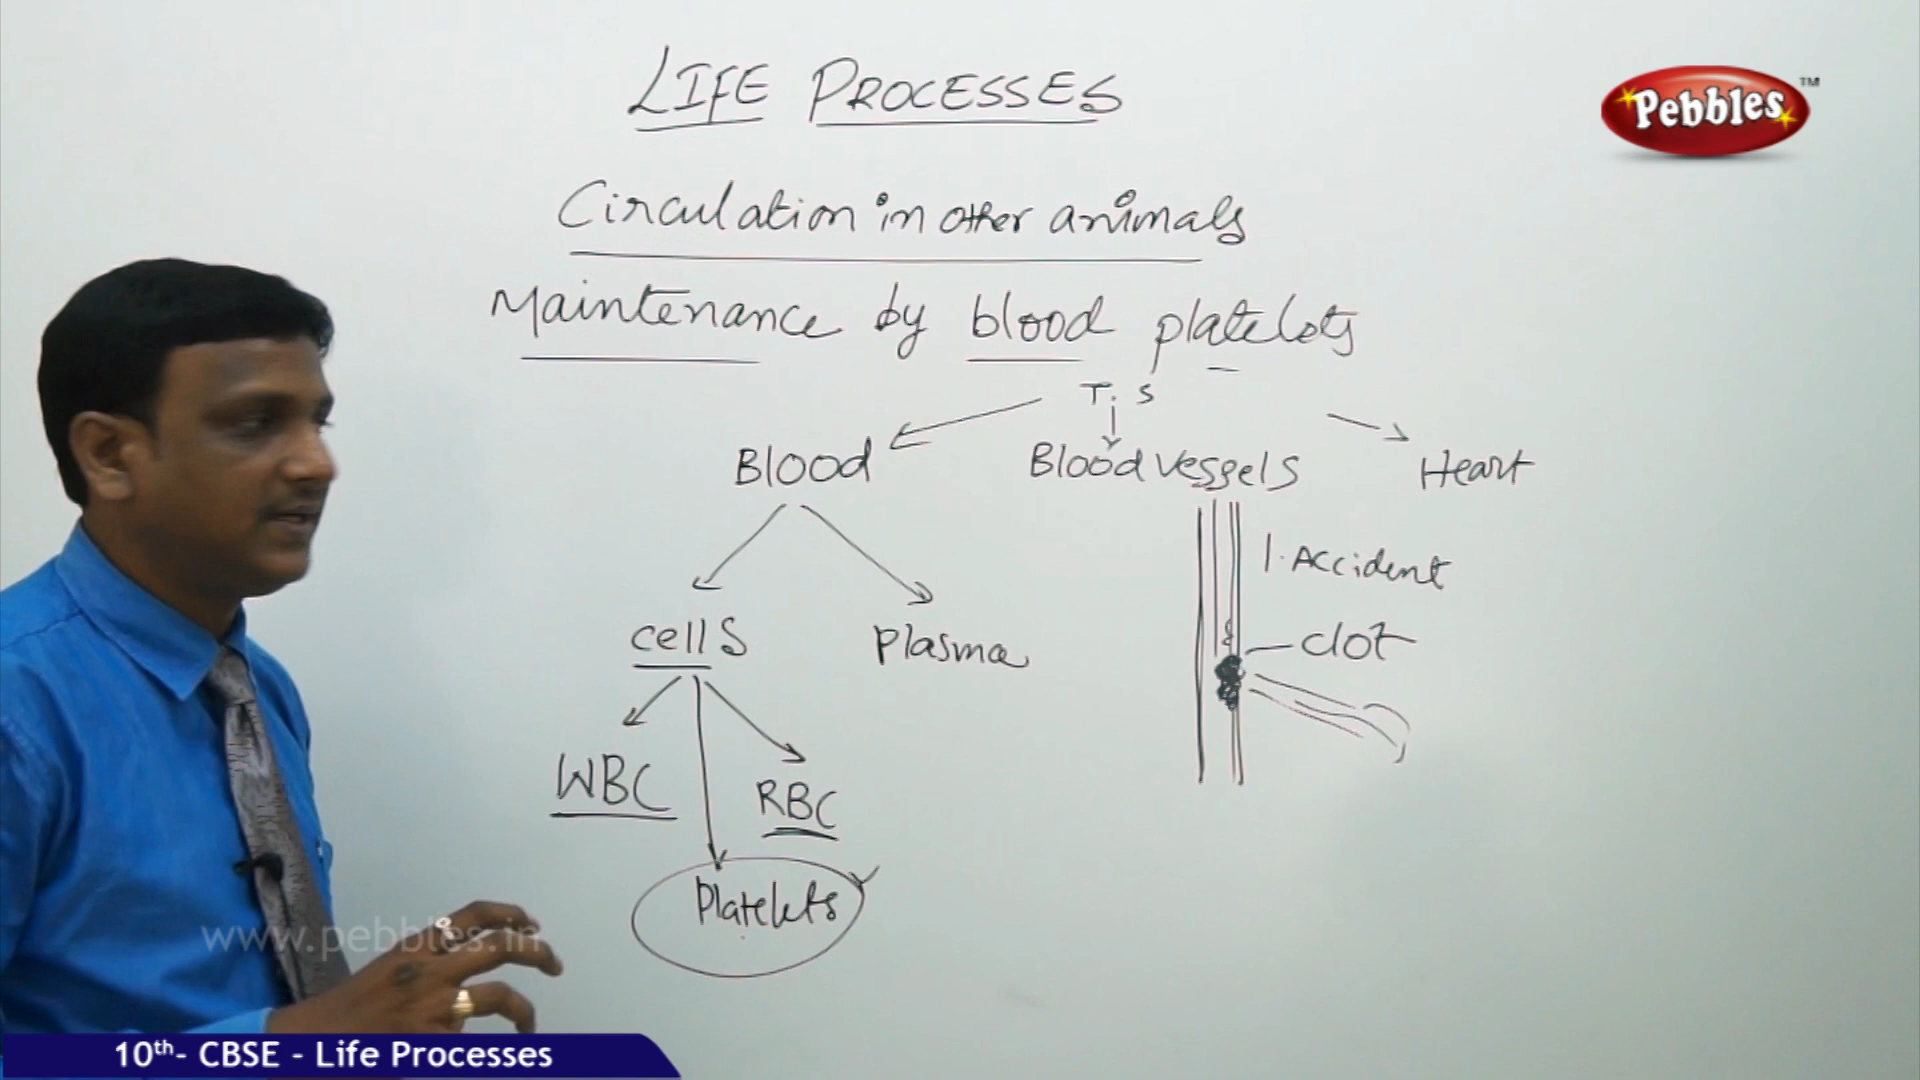 LIFE PROCESSES
Pebbles™
Circulation in other animals
Maintenance by blood platelets
T. S
Blood
Blood vessels
Heart
1. Accident
cells
Plasma
clot
WBC
RBC
Platelets
www.pebbles.in
10th- CBSE - Life Processes